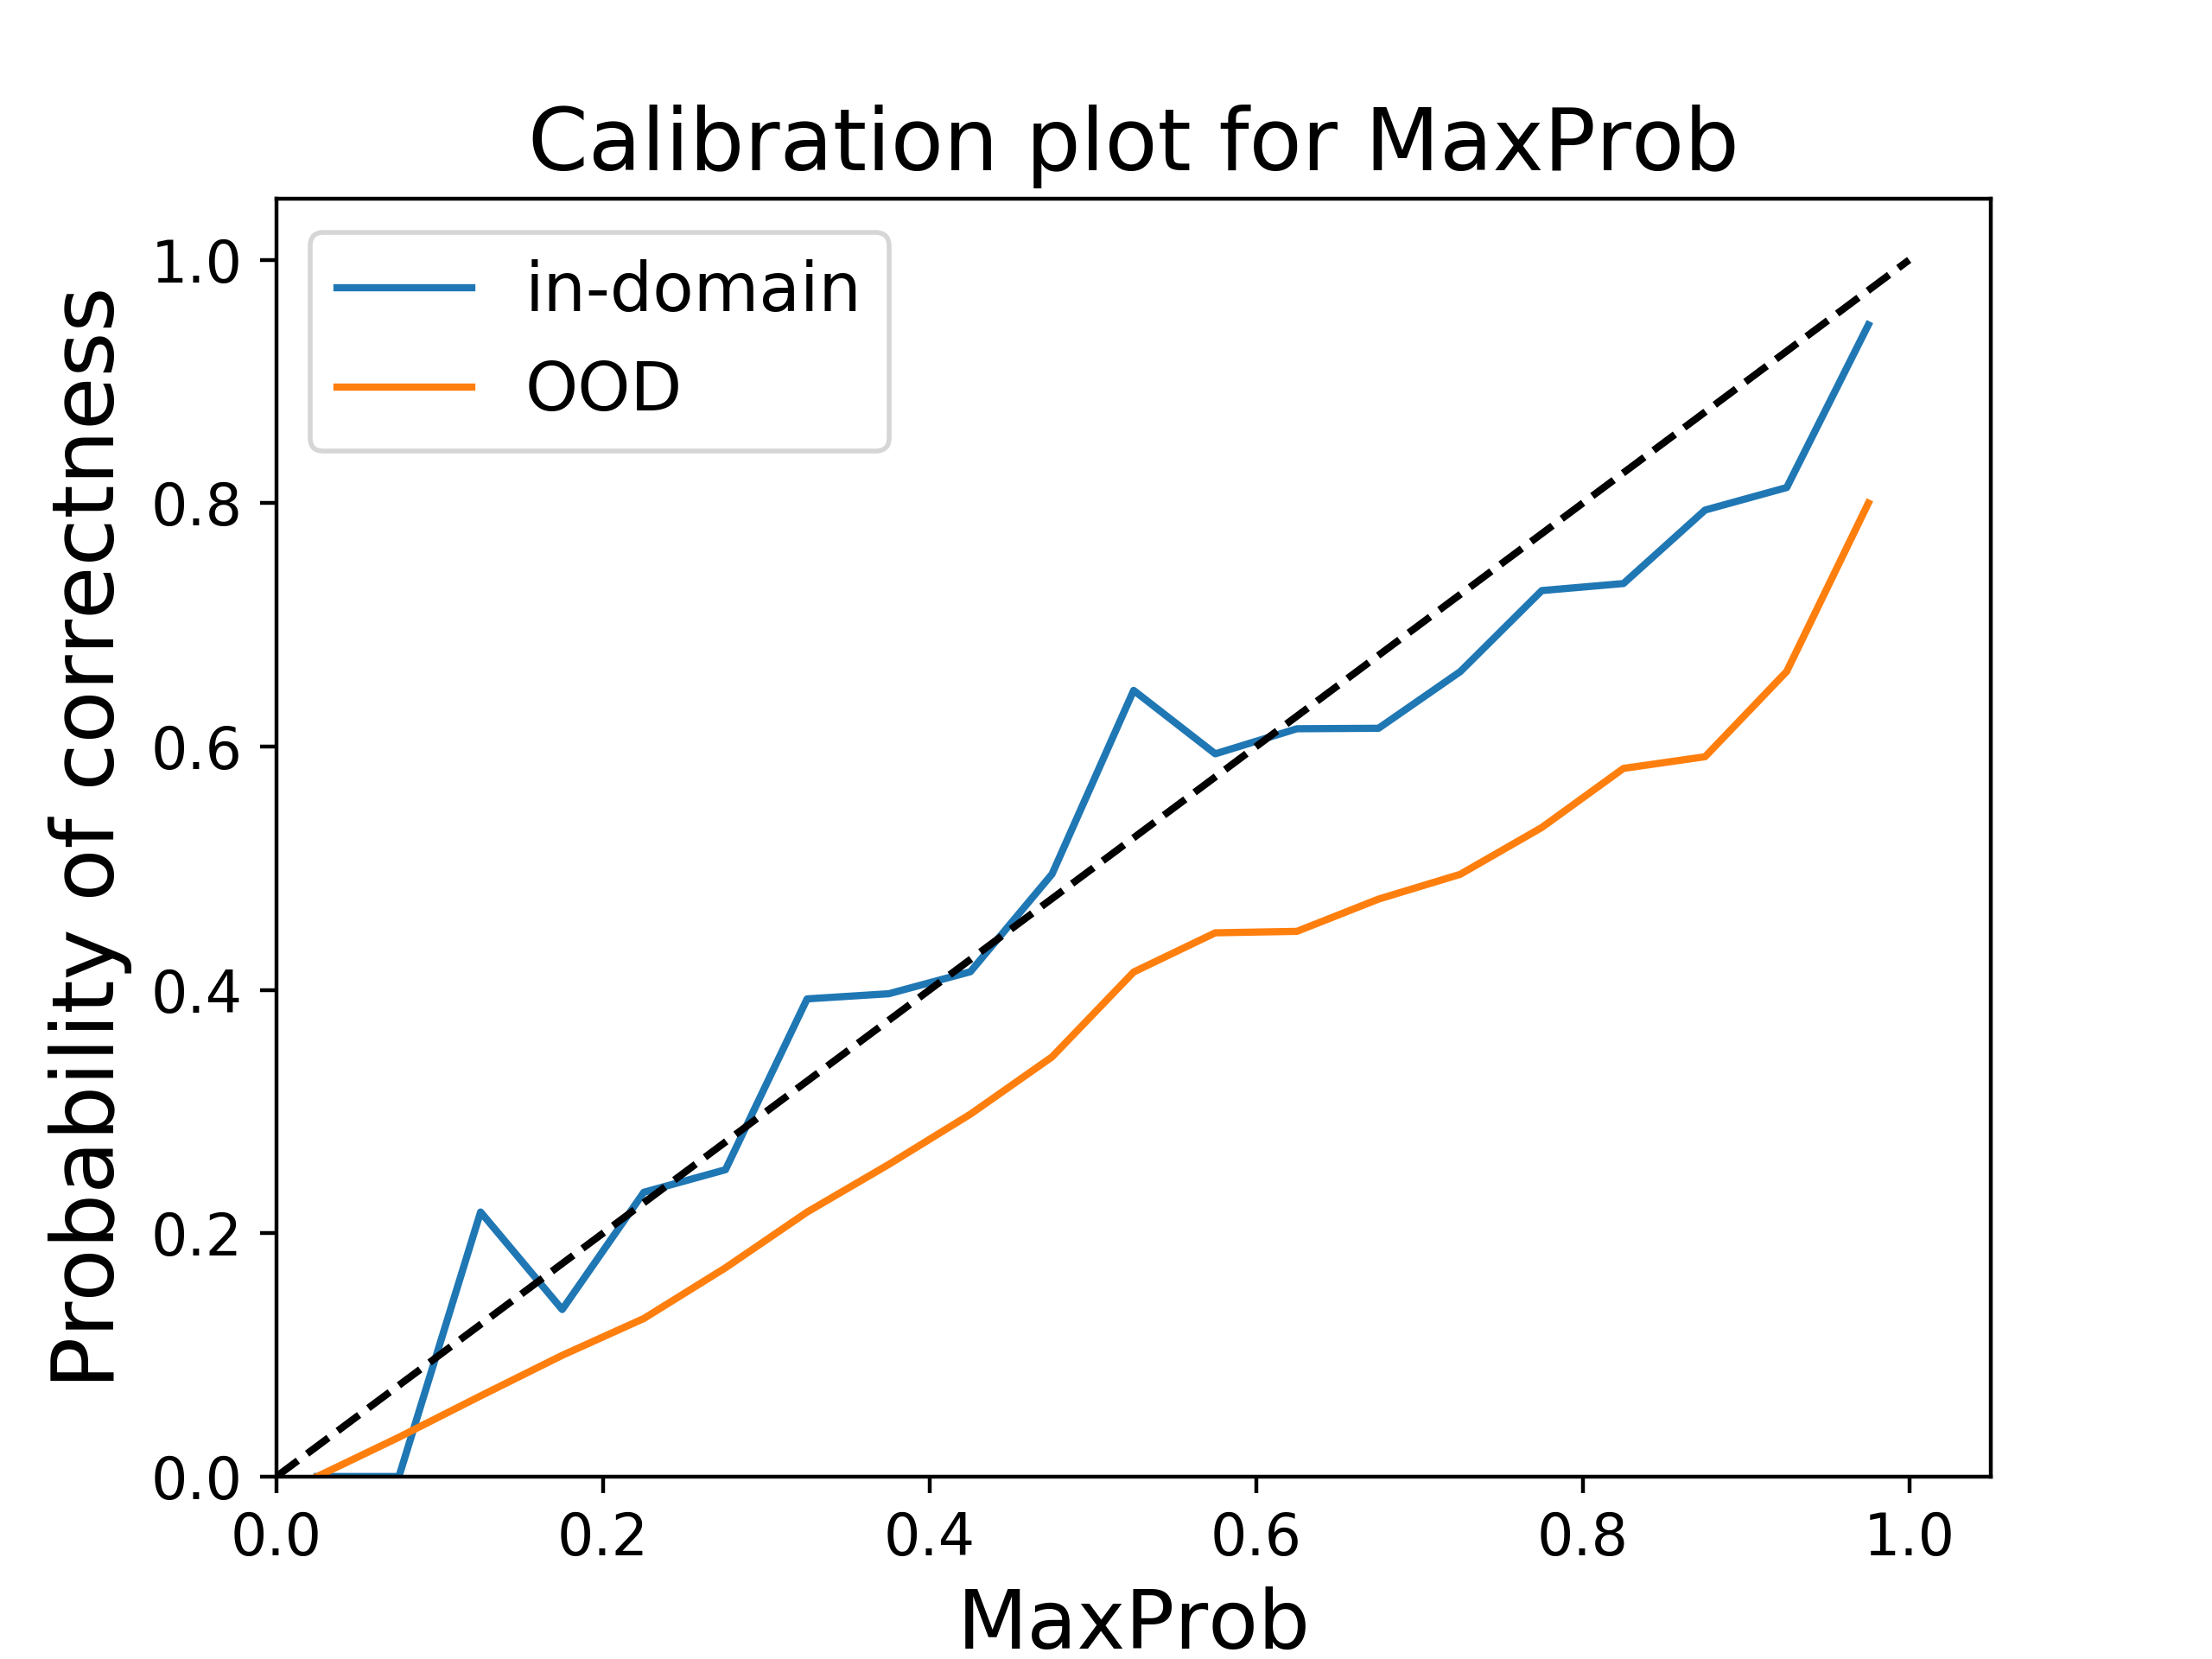 Calibration plot for MaxProb
in-domain
OOD
Probability of correctness
1.0
0.8
0.6
0.4
0.2
0.0
0.0 0.2 0.4 0.6 0.8 1.0
MaxProb